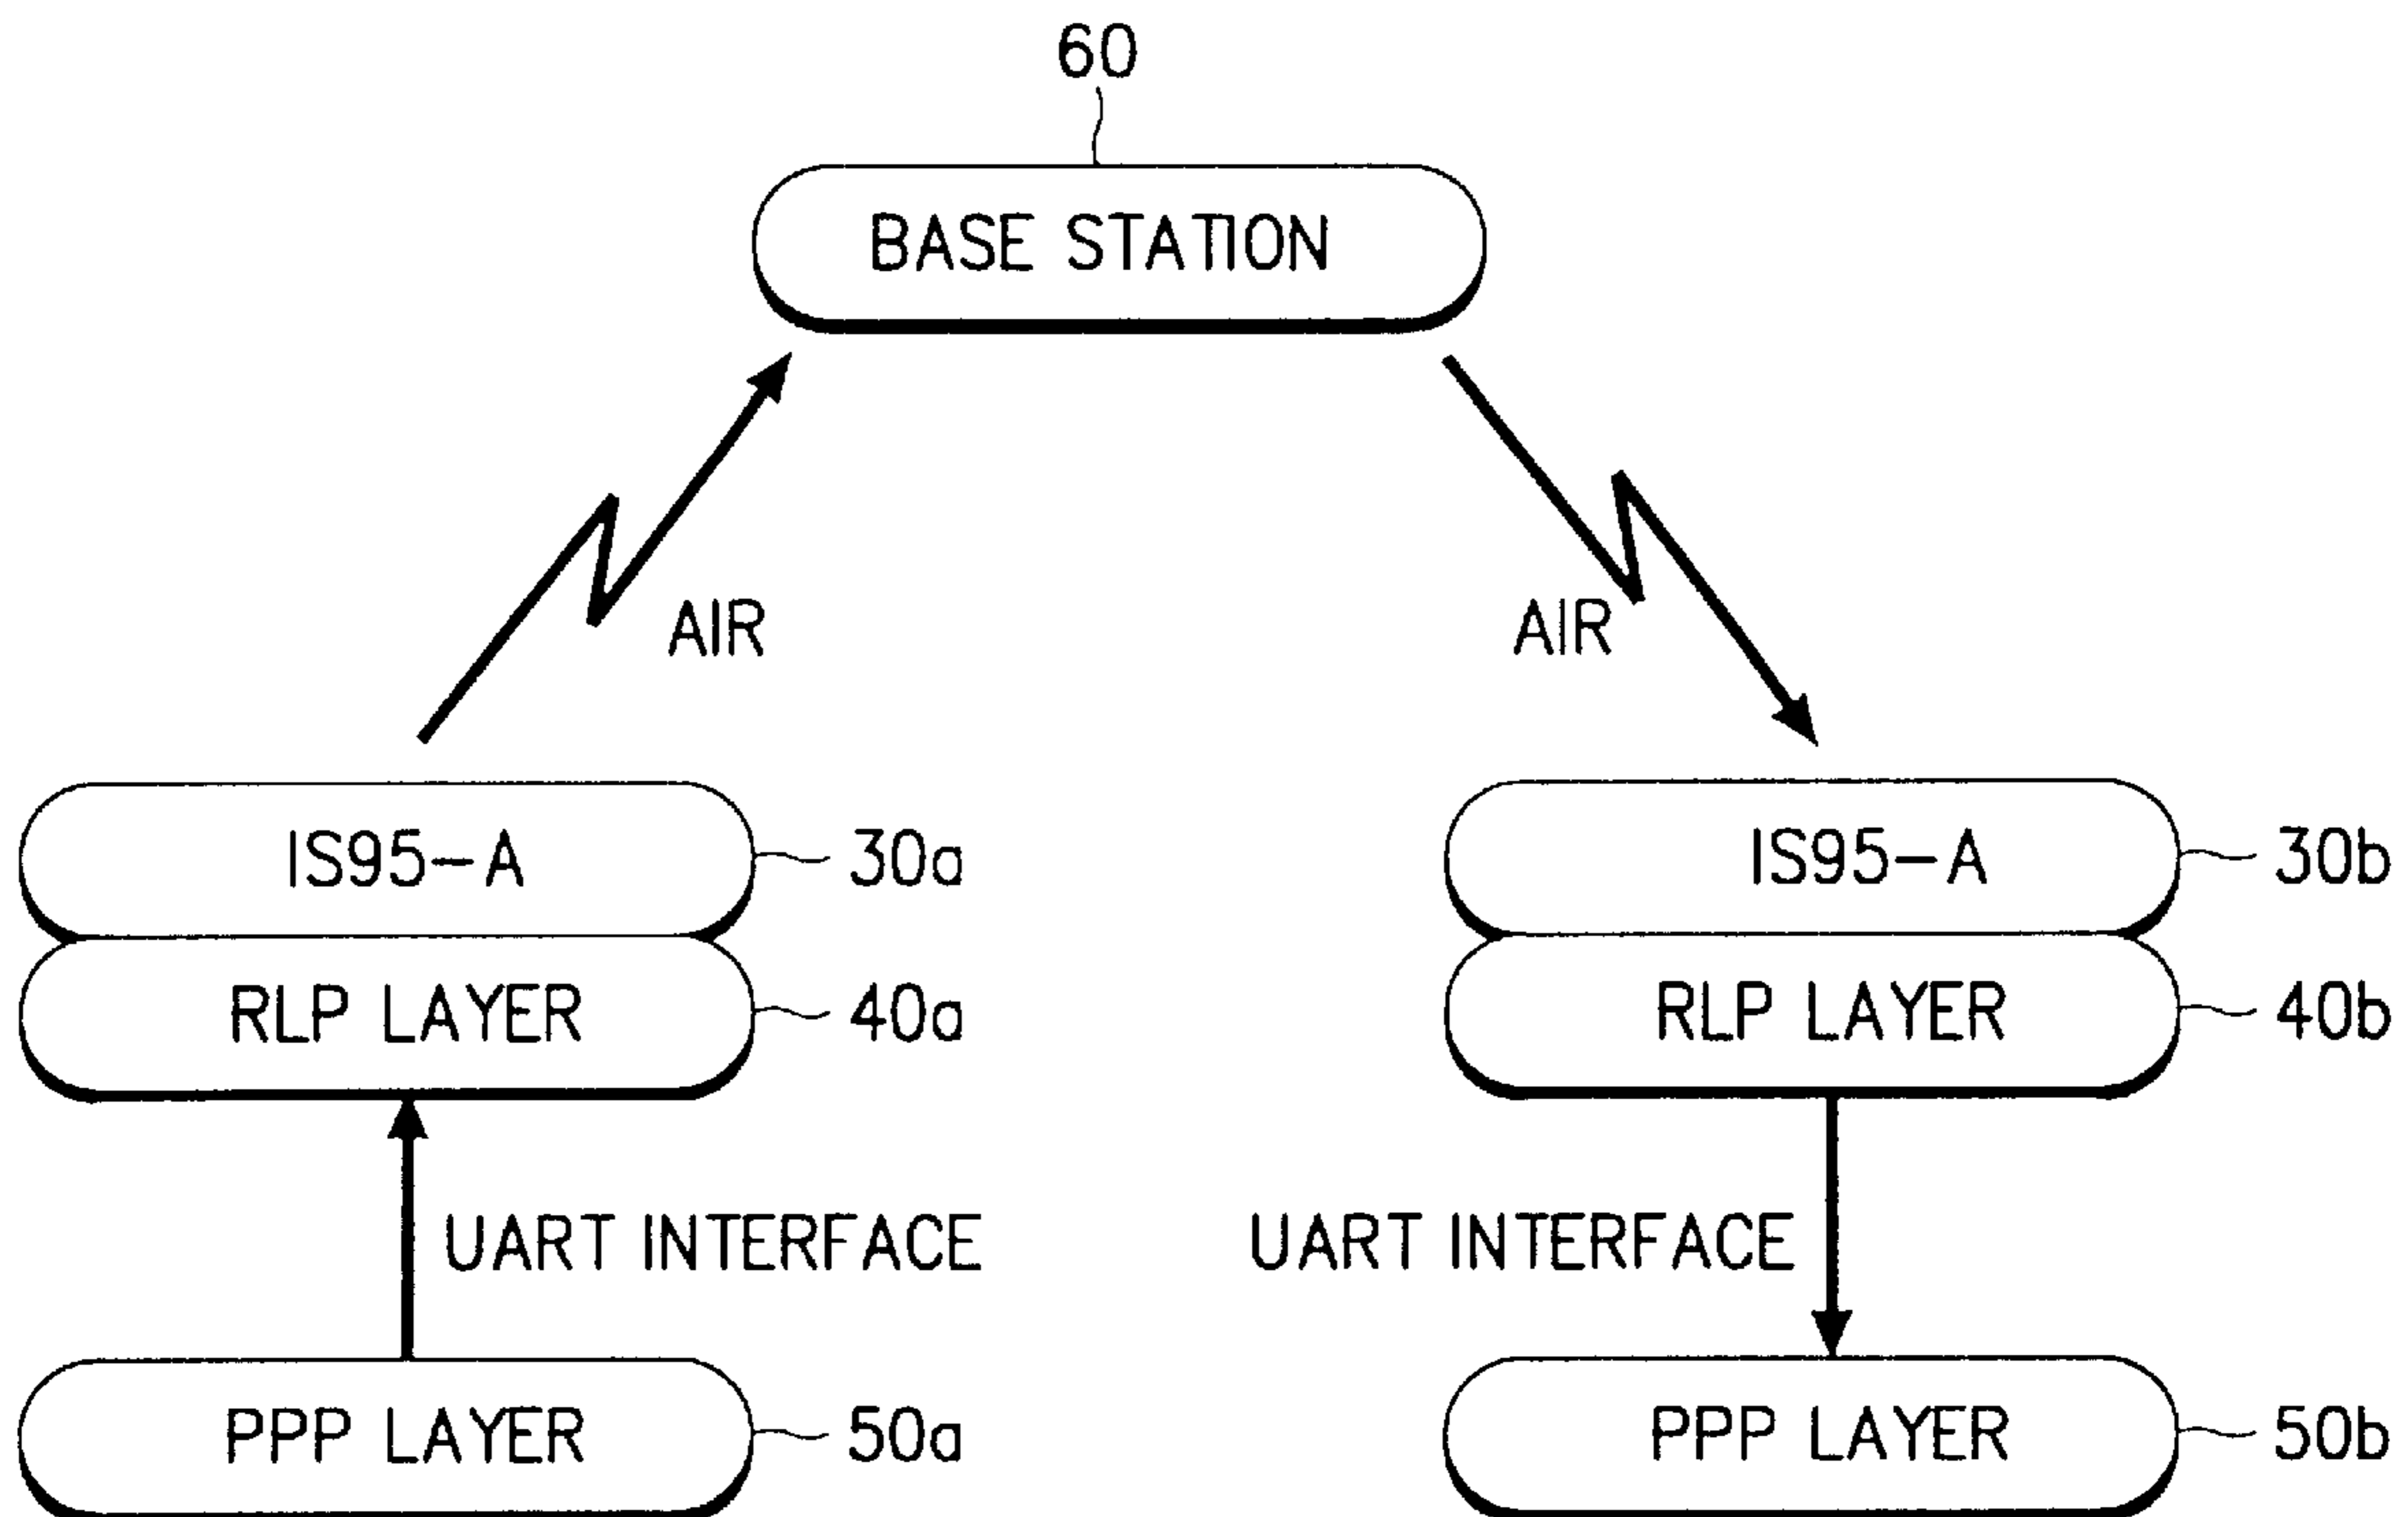 60
BASE STATION
AIR
AIR
IS95-A
30a
IS95-A
30b
RLP LAYER
40a
RLP LAYER
40b
UART INTERFACE
UART INTERFACE
PPP LAYER
50a
PPP LAYER
50b